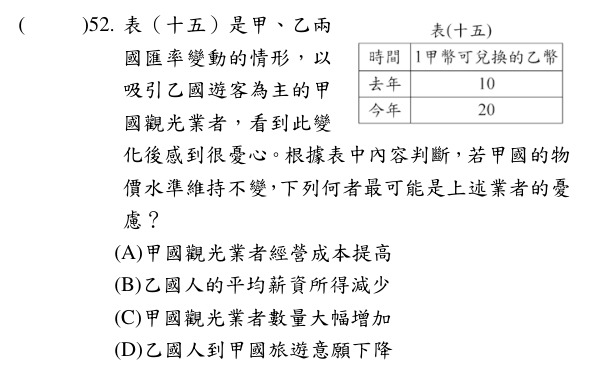 (　　)52. 表（十五）是甲、乙兩
國匯率變動的情形，以
吸引乙國遊客為主的甲
國觀光業者，看到此變
化後感到很憂心。根據表中內容判斷，若甲國的物
價水準維持不變，下列何者最可能是上述業者的憂
慮？
表(十五)
時間 1甲幣可兌換的乙幣
去年 10
今年 20
(A)甲國觀光業者經營成本提高
(B)乙國人的平均薪資所得減少
(C)甲國觀光業者數量大幅增加
(D)乙國人到甲國旅遊意願下降